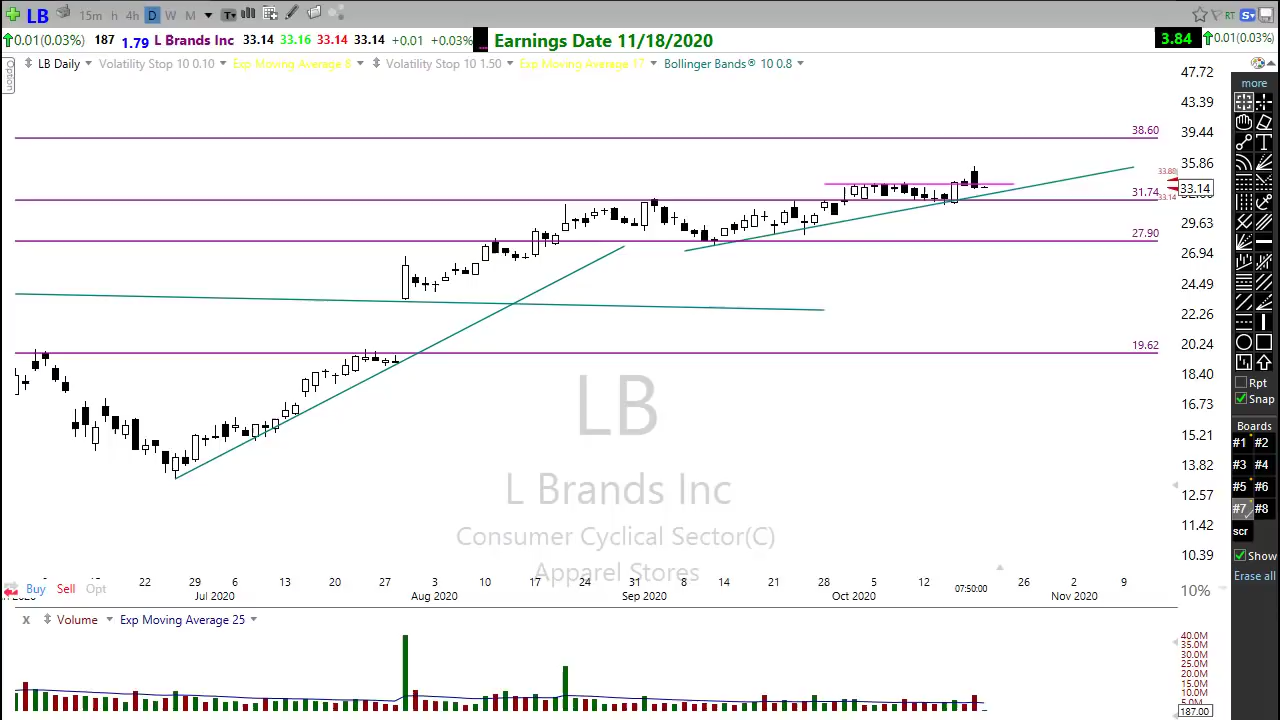 LB 15m h 4h D W M T RT S
0.01(0.03%) 187 1.79 L Brands Inc 33.14 33.16 33.14 33.14 +0.01 +0.03% Earnings Date 11/18/2020 3.84 0.01(0.03%)
Option LB Daily Volatility Stop 10 0.10 Exp Moving Average 8 Volatility Stop 10 1.50 Exp Moving Average 17 Bollinger Bands® 10 0.8
47.72
more
43.39
38.60
39.44
35.86
33.88
33.14
31.74
33.14
29.63
27.90
26.94
24.49
22.26
19.62
20.24
18.40
Rpt
Snap
LB
16.73
Boards
15.21
#1 #2
13.82
#3 #4
L Brands Inc
12.57
#5 #6
#7 #8
11.42
Consumer Cyclical Sector(C)
scr
10.39
Show
Apparel Stores
22 29 6 13 20 27 3 10 17 24 31 8 14 21 28 5 12 26 2 9
Erase all
Buy Sell Opt
07:50:00
10%
Jul 2020 Aug 2020 Sep 2020 Oct 2020 Nov 2020
x Volume Exp Moving Average 25
40.0M
35.0M
30.0M
25.0M
20.0M
15.0M
10.0M
5.0M
187.00